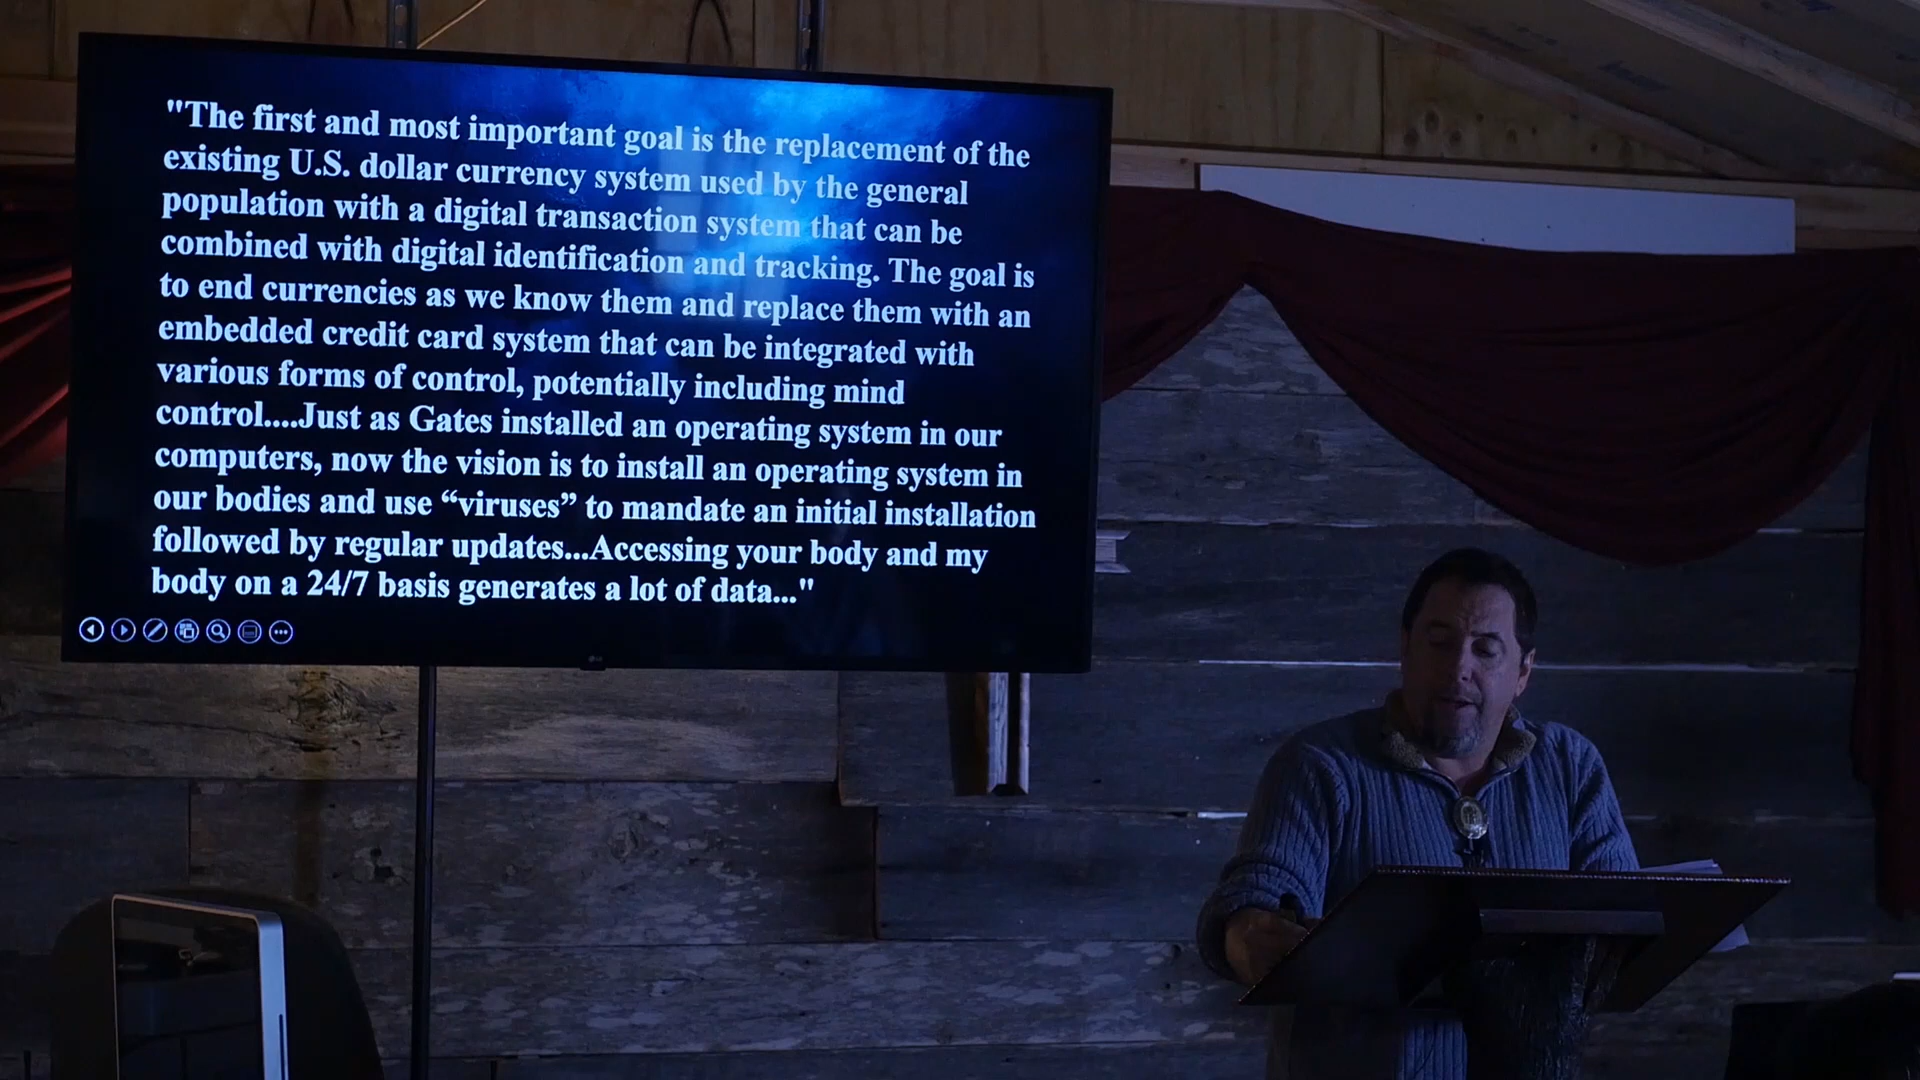 "The first and most important goal is the replacement of the
existing U.S. dollar currency system used by the general
population with a digital transaction system that can be
combined with digital identification and tracking. The goal is
to end currencies as we know them and replace them with an
embedded credit card system that can be integrated with
various forms of control, potentially including mind
control....Just as Gates installed an operating system in our
computers, now the vision is to install an operating system in
our bodies and use “viruses” to mandate an initial installation
followed by regular updates...Accessing your body and my
body on a 24/7 basis generates a lot of data..."